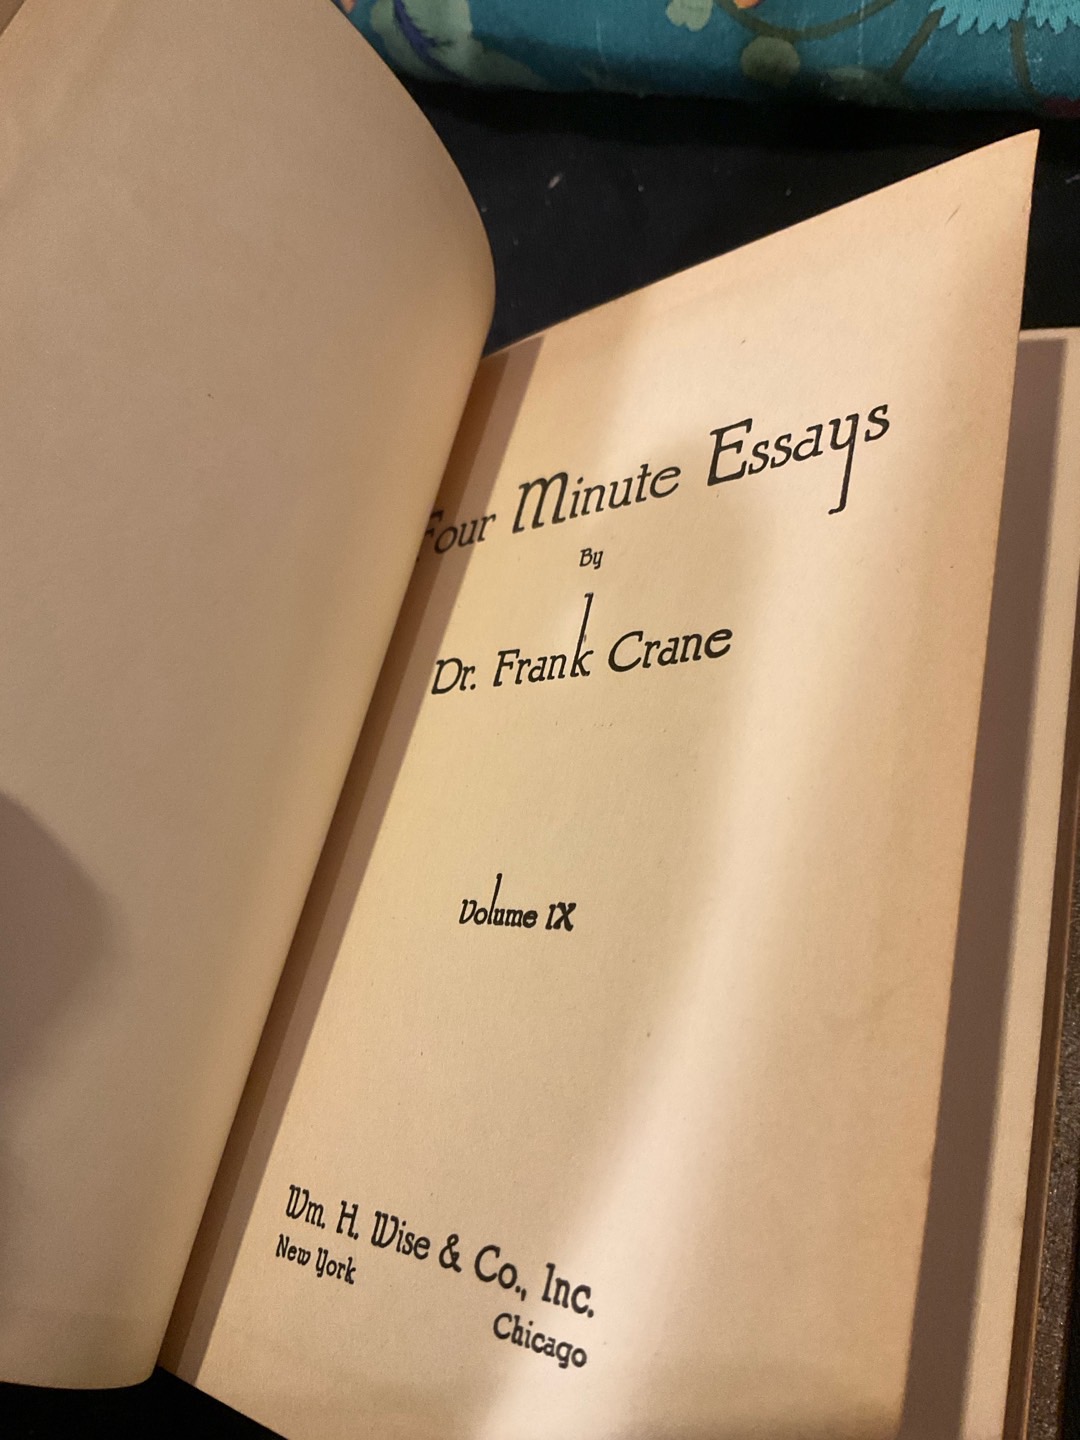 Four Minute Essays
By
Dr. Frank Crane
Volume IX
Wm. H. Wise & Co., Inc.
New York
Chicago